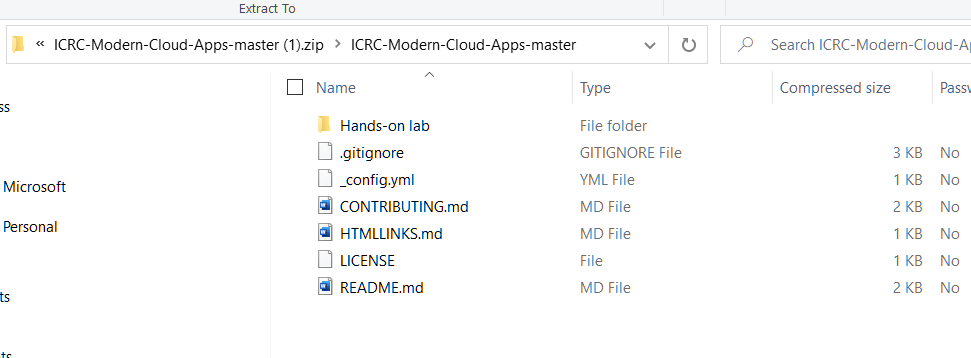 Extract To
« ICRC-Modern-Cloud-Apps-master (1).zip > ICRC-Modern-Cloud-Apps-master
Search ICRC-Modern-Cloud-Ap
Name Type Compressed size Passw
ss
Hands-on lab File folder
.gitignore GITIGNORE File 3 KB No
_config.yml YML File 1 KB No
Microsoft
CONTRIBUTING.md MD File 2 KB No
Personal
HTMLLINKS.md MD File 1 KB No
LICENSE File 1 KB No
README.md MD File 2 KB No
ts
nts